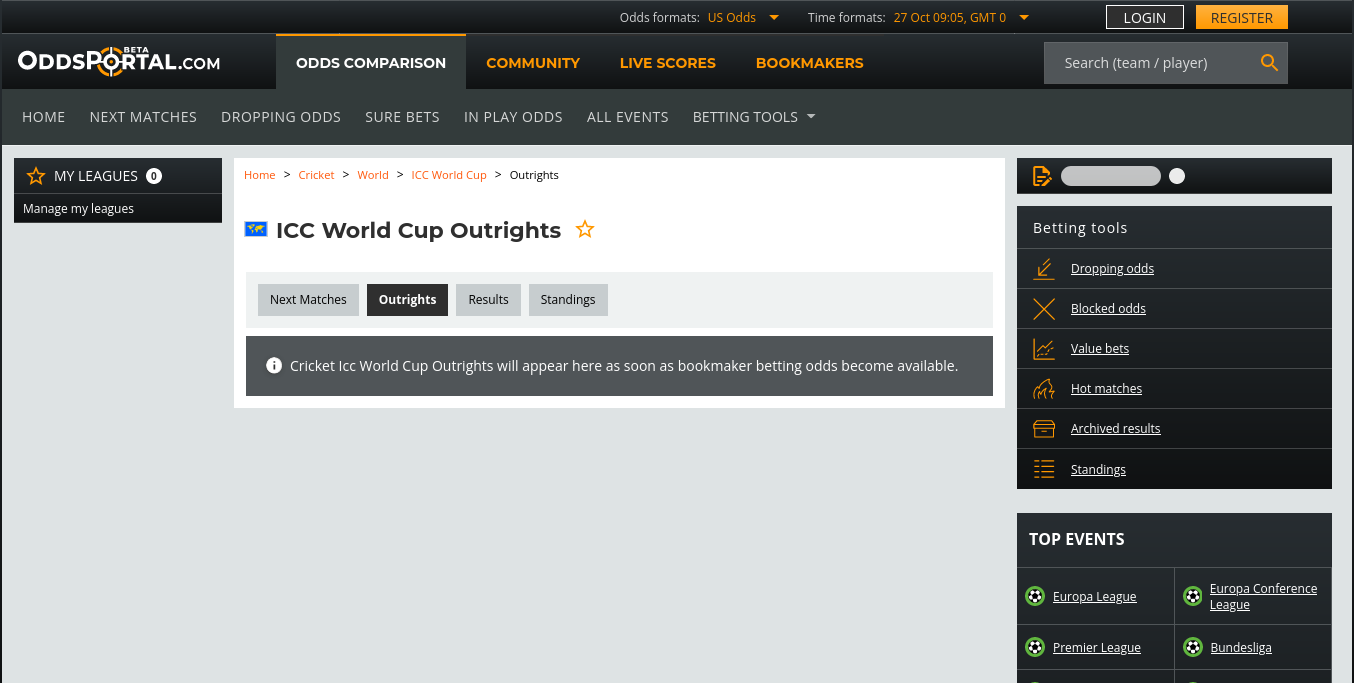 Odds formats: US Odds Time formats: 27 Oct 09:05, GMT 0 LOGIN REGISTER
ODDSPORTAL.COM BETA
ODDS COMPARISON COMMUNITY LIVE SCORES BOOKMAKERS Search (team / player)
HOME NEXT MATCHES DROPPING ODDS SURE BETS IN PLAY ODDS ALL EVENTS BETTING TOOLS
MY LEAGUES 0
Manage my leagues
Home > Cricket > World > ICC World Cup > Outrights
ICC World Cup Outrights
Next Matches Outrights Results Standings
Cricket Icc World Cup Outrights will appear here as soon as bookmaker betting odds become available.
Betting tools
Dropping odds
Blocked odds
Value bets
Hot matches
Archived results
Standings
TOP EVENTS
Europa League
Europa Conference
League
Premier League
Bundesliga